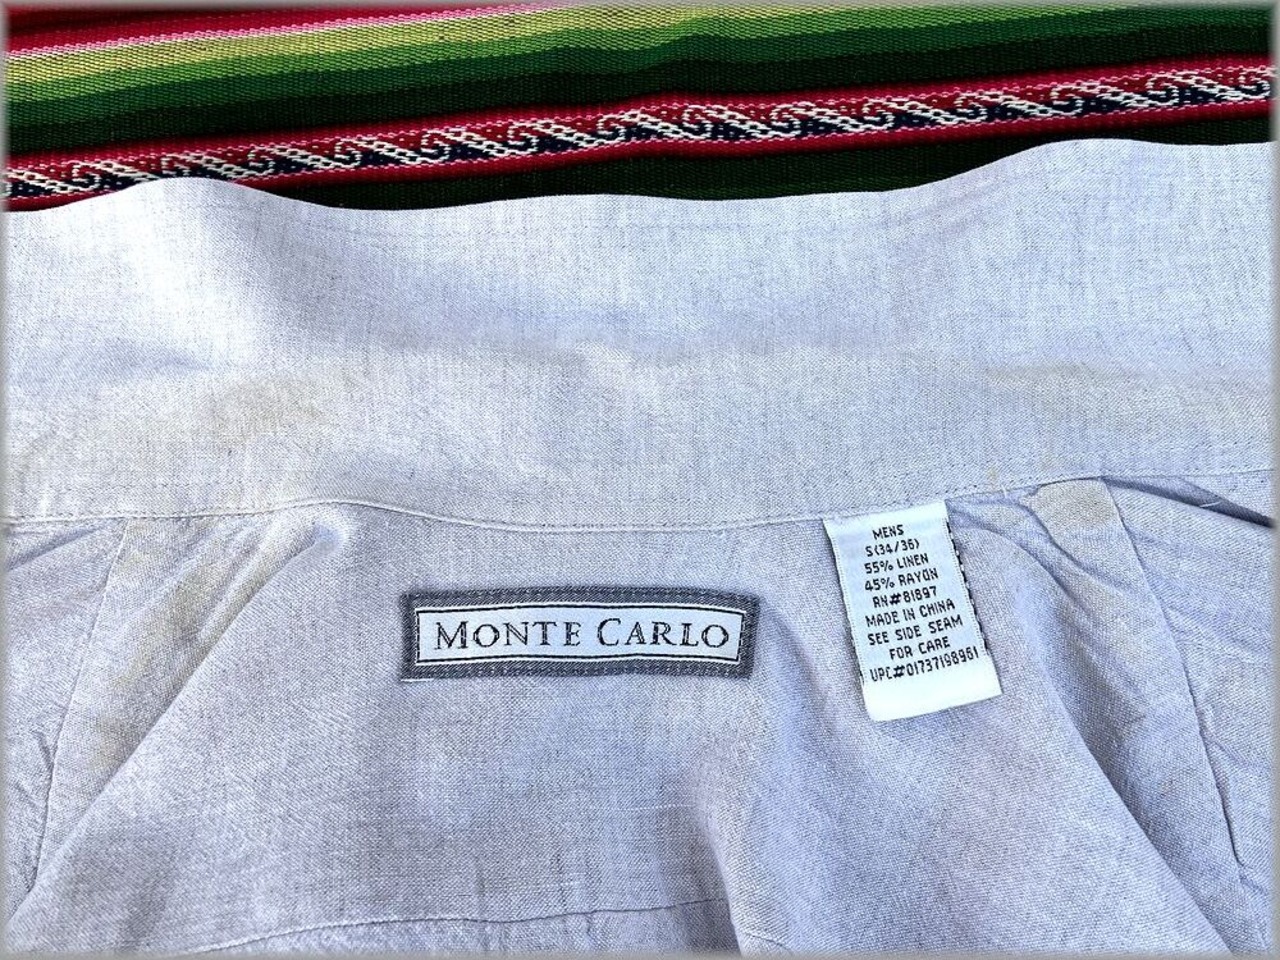 MONTE CARLO
MENS
S(34/36)
55% LINEN
45% RAYON
RN#81897
MADE IN CHINA
SEE SIDE SEAM
FOR CARE
UPC#01737198961